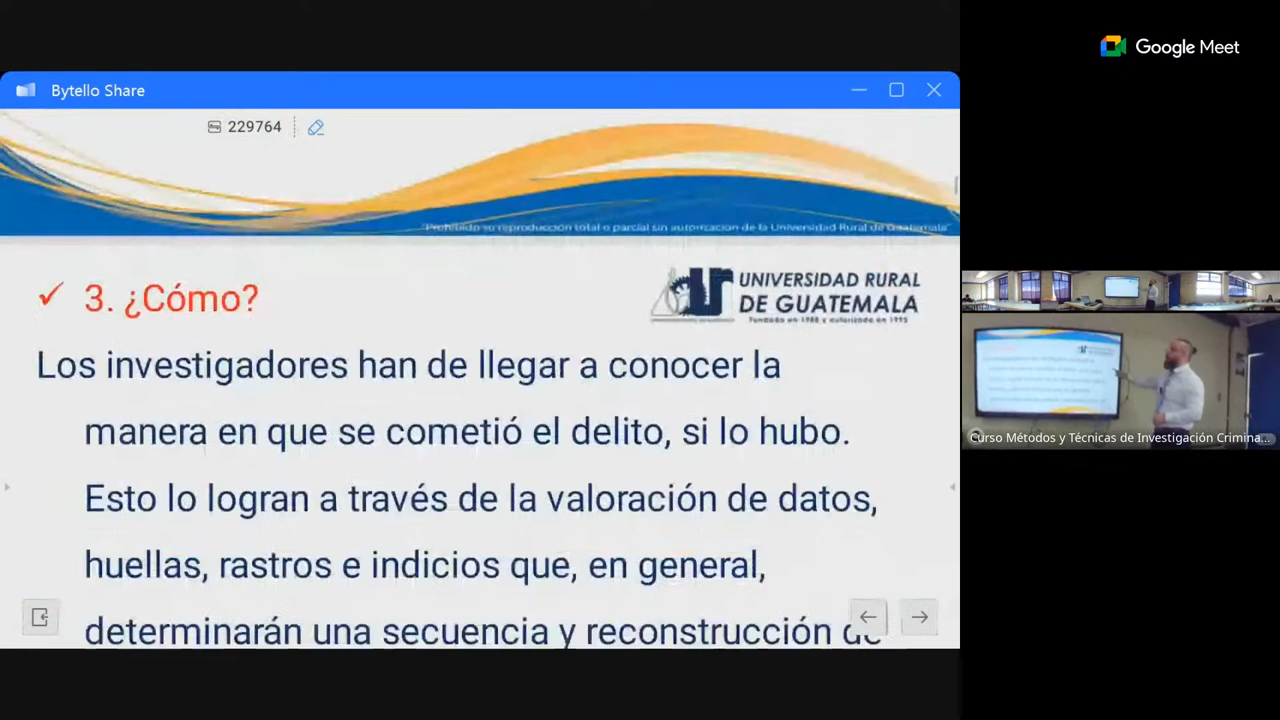 Google Meet
Bytello Share
229764
"Prohibido su reproducción total o parcial sin autorización de la Universidad Rural de Guatemala"
✓ 3. ¿Cómo?
UNIVERSIDAD RURAL
DE GUATEMALA
Fundada en 1988 y autorizada en 1995
Los investigadores han de llegar a conocer la
manera en que se cometió el delito, si lo hubo.
Esto lo logran a través de la valoración de datos,
huellas, rastros e indicios que, en general,
determinarán una secuencia y reconstrucción de
Curso Métodos y Técnicas de Investigación Crimina...